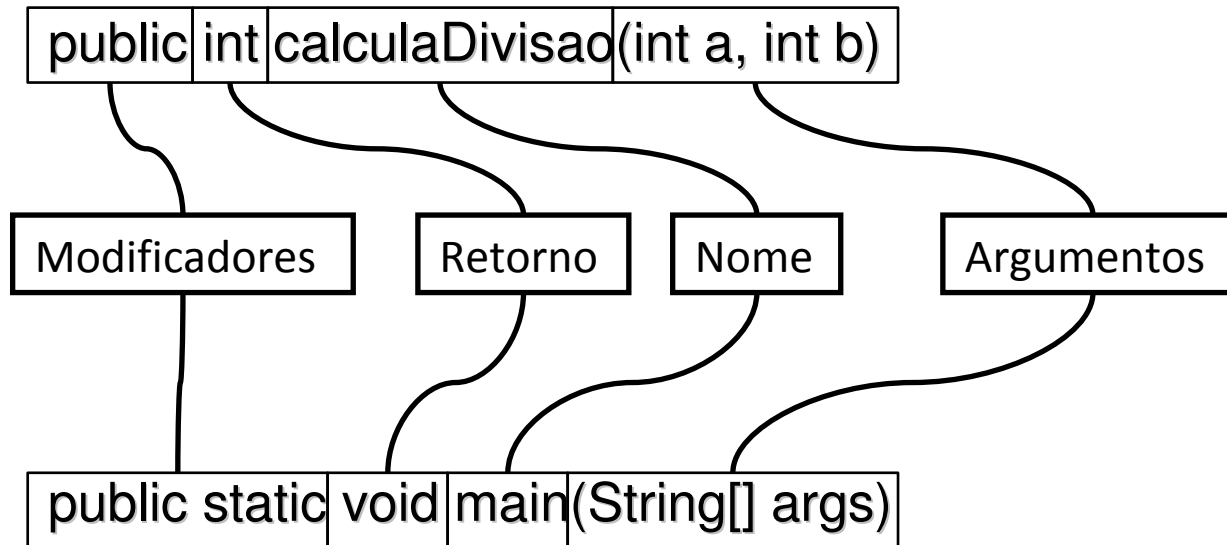 public int calculaDivisao(int a, int b)
Modificadores Retorno Nome Argumentos
public static void main(String[] args)